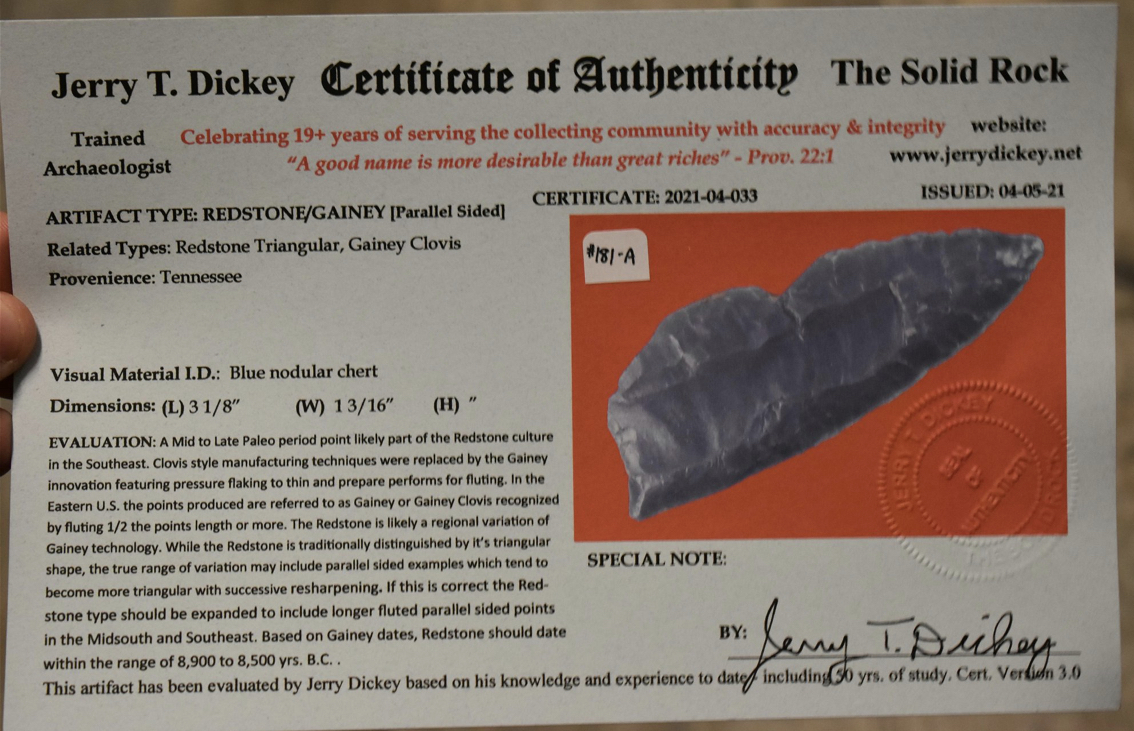 Jerry T. Dickey Certificate of Authenticity The Solid Rock
Trained Archaeologist
Celebrating 19+ years of serving the collecting community with accuracy & integrity
"A good name is more desirable than great riches" - Prov. 22:1
website:
www.jerrydickey.net
CERTIFICATE: 2021-04-033
ISSUED: 04-05-21
ARTIFACT TYPE: REDSTONE/GAINEY [Parallel Sided]
Related Types: Redstone Triangular, Gainey Clovis
Provenience: Tennessee
#181-A
Visual Material I.D.: Blue nodular chert
Dimensions: (L) 3 1/8" (W) 1 3/16" (H) "
EVALUATION: A Mid to Late Paleo period point likely part of the Redstone culture
in the Southeast. Clovis style manufacturing techniques were replaced by the Gainey
innovation featuring pressure flaking to thin and prepare performs for fluting. In the
Eastern U.S. the points produced are referred to as Gainey or Gainey Clovis recognized
by fluting 1/2 the points length or more. The Redstone is likely a regional variation of
Gainey technology. While the Redstone is traditionally distinguished by it's triangular
shape, the true range of variation may include parallel sided examples which tend to
become more triangular with successive resharpening. If this is correct the Red-
stone type should be expanded to include longer fluted parallel sided points
in the Midsouth and Southeast. Based on Gainey dates, Redstone should date
within the range of 8,900 to 8,500 yrs. B.C. .
JERRY T. DICKEY
SEAL OF AUTHENTICITY
THE SOLID ROCK
SPECIAL NOTE:
BY: Jerry T. Dickey
This artifact has been evaluated by Jerry Dickey based on his knowledge and experience to date, including 50 yrs. of study. Cert. Version 3.0